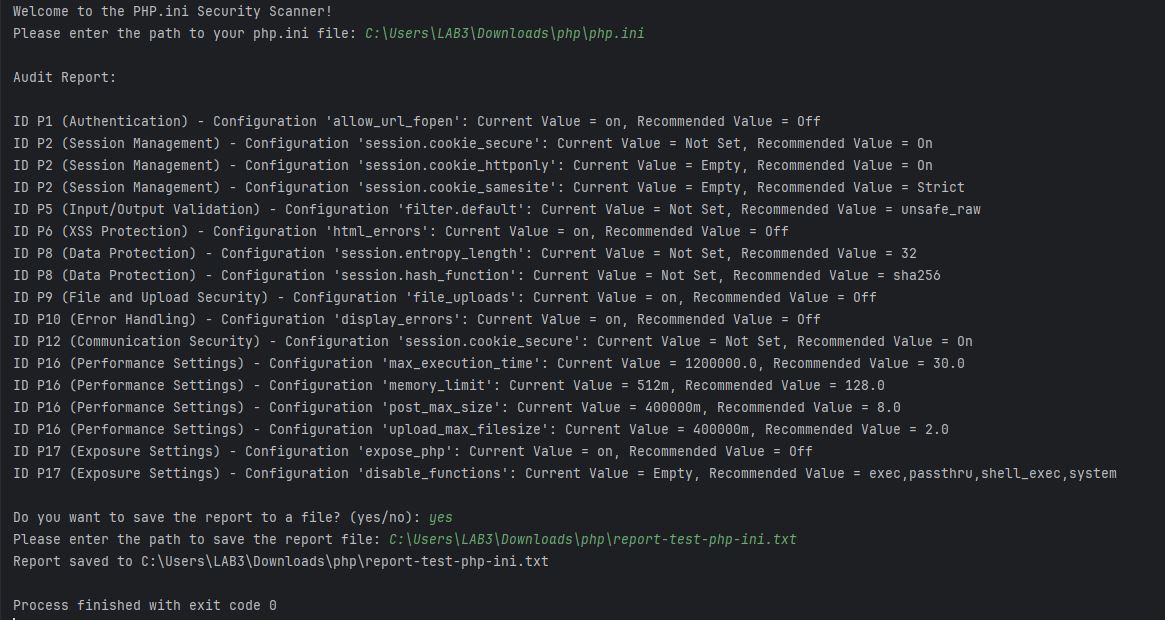 Welcome to the PHP.ini Security Scanner!
Please enter the path to your php.ini file: C:\Users\LAB3\Downloads\php\php.ini
Audit Report:
ID P1 (Authentication) - Configuration 'allow_url_fopen': Current Value = on, Recommended Value = Off
ID P2 (Session Management) - Configuration 'session.cookie_secure': Current Value = Not Set, Recommended Value = On
ID P2 (Session Management) - Configuration 'session.cookie_httponly': Current Value = Empty, Recommended Value = On
ID P2 (Session Management) - Configuration 'session.cookie_samesite': Current Value = Empty, Recommended Value = Strict
ID P5 (Input/Output Validation) - Configuration 'filter.default': Current Value = Not Set, Recommended Value = unsafe_raw
ID P6 (XSS Protection) - Configuration 'html_errors': Current Value = on, Recommended Value = Off
ID P8 (Data Protection) - Configuration 'session.entropy_length': Current Value = Not Set, Recommended Value = 32
ID P8 (Data Protection) - Configuration 'session.hash_function': Current Value = Not Set, Recommended Value = sha256
ID P9 (File and Upload Security) - Configuration 'file_uploads': Current Value = on, Recommended Value = Off
ID P10 (Error Handling) - Configuration 'display_errors': Current Value = on, Recommended Value = Off
ID P12 (Communication Security) - Configuration 'session.cookie_secure': Current Value = Not Set, Recommended Value = On
ID P16 (Performance Settings) - Configuration 'max_execution_time': Current Value = 1200000.0, Recommended Value = 30.0
ID P16 (Performance Settings) - Configuration 'memory_limit': Current Value = 512m, Recommended Value = 128.0
ID P16 (Performance Settings) - Configuration 'post_max_size': Current Value = 400000m, Recommended Value = 8.0
ID P16 (Performance Settings) - Configuration 'upload_max_filesize': Current Value = 400000m, Recommended Value = 2.0
ID P17 (Exposure Settings) - Configuration 'expose_php': Current Value = on, Recommended Value = Off
ID P17 (Exposure Settings) - Configuration 'disable_functions': Current Value = Empty, Recommended Value = exec,passthru,shell_exec,system
Do you want to save the report to a file? (yes/no): yes
Please enter the path to save the report file: C:\Users\LAB3\Downloads\php\report-test-php-ini.txt
Report saved to C:\Users\LAB3\Downloads\php\report-test-php-ini.txt
Process finished with exit code 0